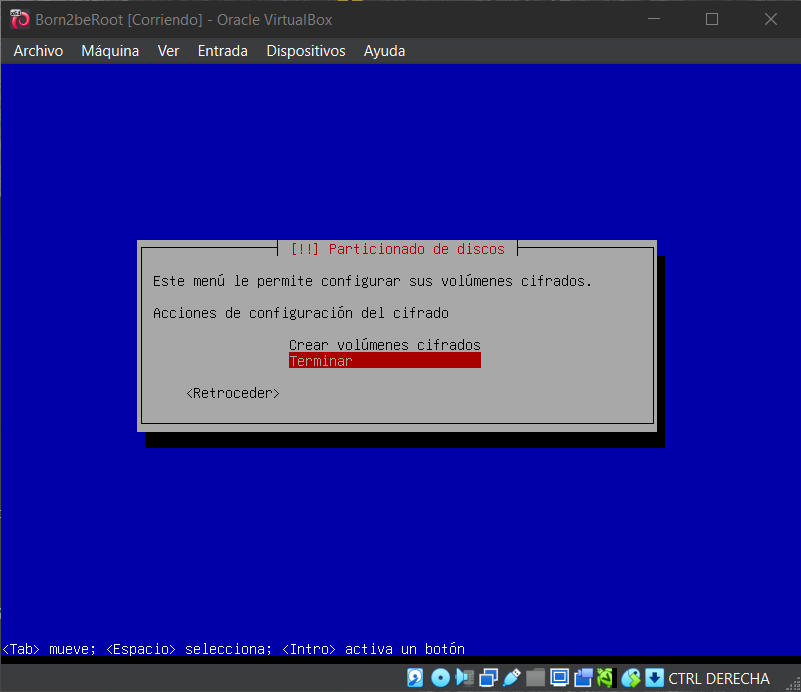 Born2beRoot [Corriendo] - Oracle VirtualBox
Archivo Máquina Ver Entrada Dispositivos Ayuda
[!!] Particionado de discos
Este menú le permite configurar sus volúmenes cifrados.
Acciones de configuración del cifrado
Crear volúmenes cifrados
Terminar
<Retroceder>
<Tab> mueve; <Espacio> selecciona; <Intro> activa un botón
CTRL DERECHA